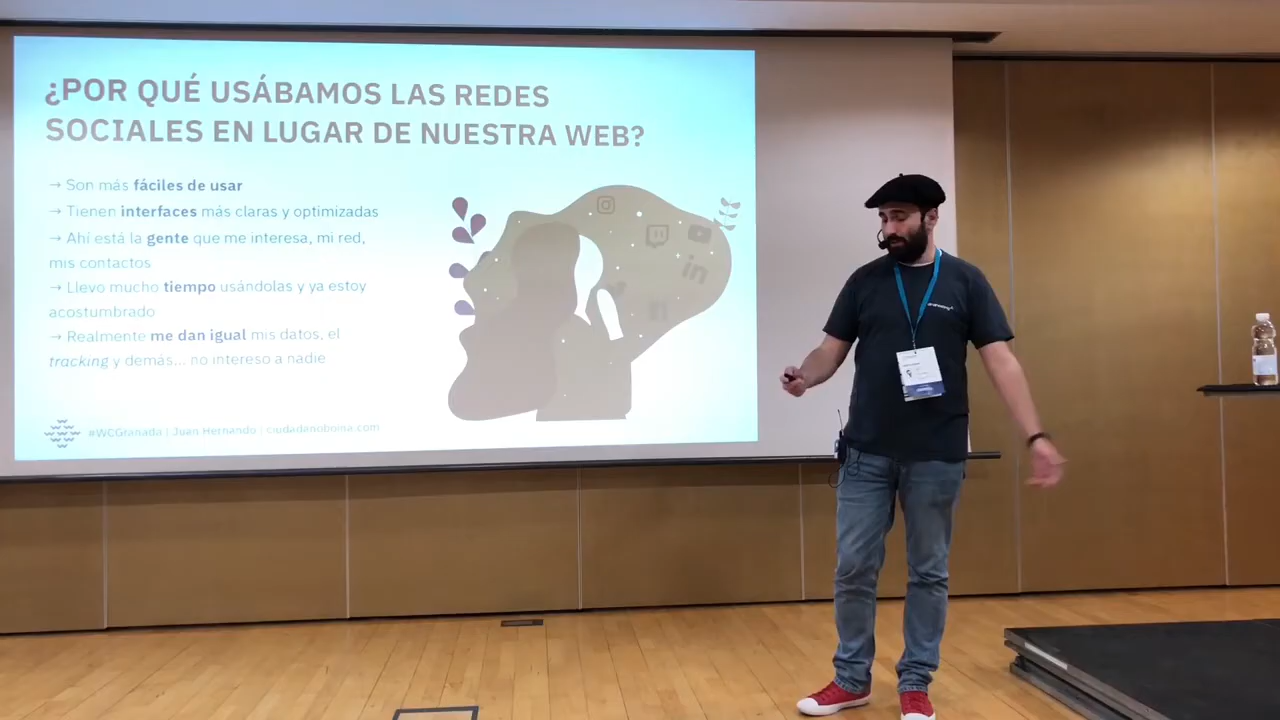 ¿POR QUÉ USÁBAMOS LAS REDES
SOCIALES EN LUGAR DE NUESTRA WEB?
→ Son más fáciles de usar
→ Tienen interfaces más claras y optimizadas
→ Ahí está la gente que me interesa, mi red,
mis contactos
→ Llevo mucho tiempo usándolas y ya estoy
acostumbrado
→ Realmente me dan igual mis datos, el
tracking y demás... no intereso a nadie
#WCGranada | Juan Hernando | ciudadanoboina.com
in